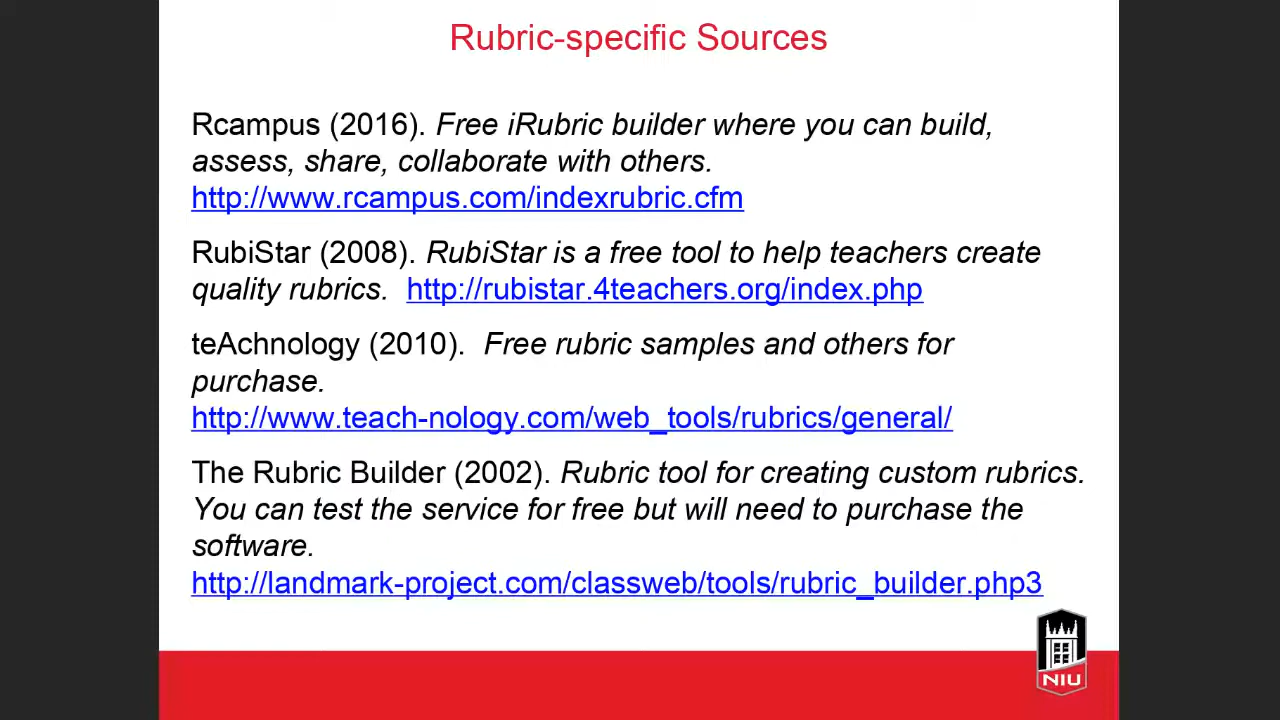 Rubric-specific Sources
Rcampus (2016). Free iRubric builder where you can build,
assess, share, collaborate with others.
http://www.rcampus.com/indexrubric.cfm
RubiStar (2008). RubiStar is a free tool to help teachers create
quality rubrics. http://rubistar.4teachers.org/index.php
teAchnology (2010). Free rubric samples and others for
purchase.
http://www.teach-nology.com/web_tools/rubrics/general/
The Rubric Builder (2002). Rubric tool for creating custom rubrics.
You can test the service for free but will need to purchase the
software.
http://landmark-project.com/classweb/tools/rubric_builder.php3
NIU